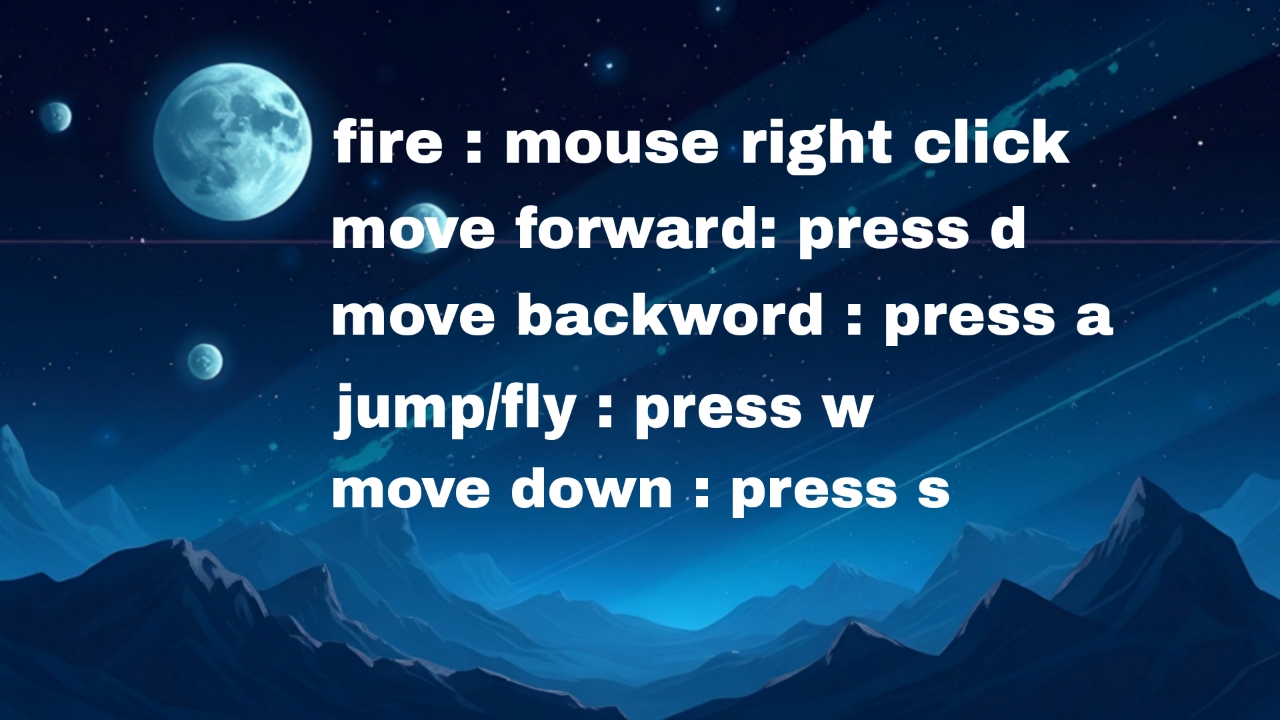 fire : mouse right click
move forward: press d
move backword : press a
jump/fly : press w
move down : press s